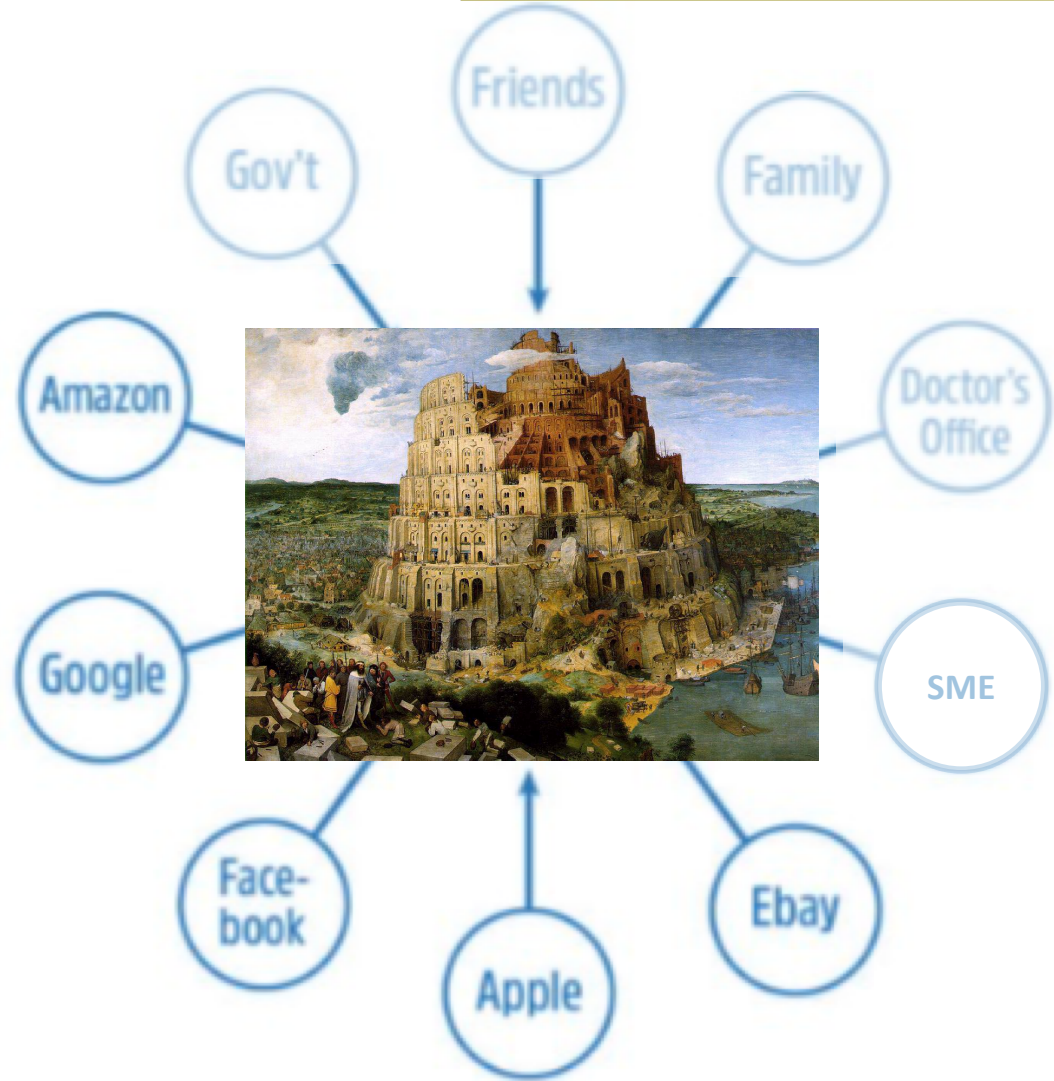 Friends
Gov't
Family
Amazon
Doctor's
Office
Google
SME
Face-
book
Ebay
Apple